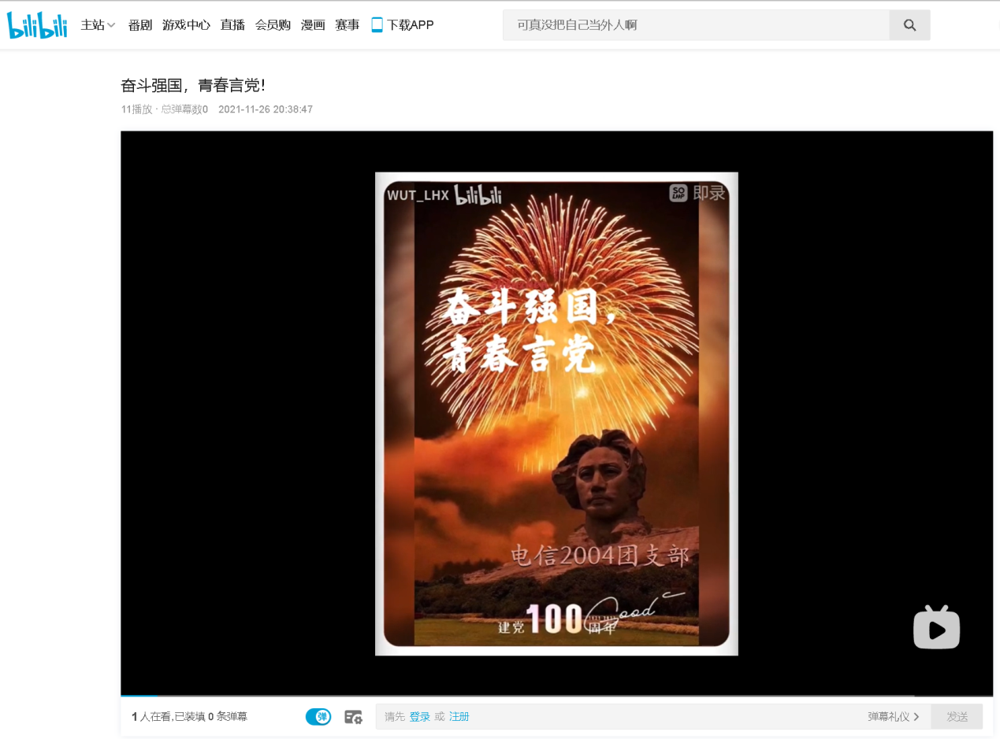 bilibili 主站 番剧 游戏中心 直播 会员购 漫画 赛事 下载APP 可真没把自己当外人啊
奋斗强国，青春言党！
11播放 · 总弹幕数0 2021-11-26 20:38:47
WUT_LHX bilibili 即录
奋斗强国，
青春言党
电信2004团支部
Good
建党100周年
1 人在看,已装填 0 条弹幕 弹 请先 登录 或 注册 弹幕礼仪 发送